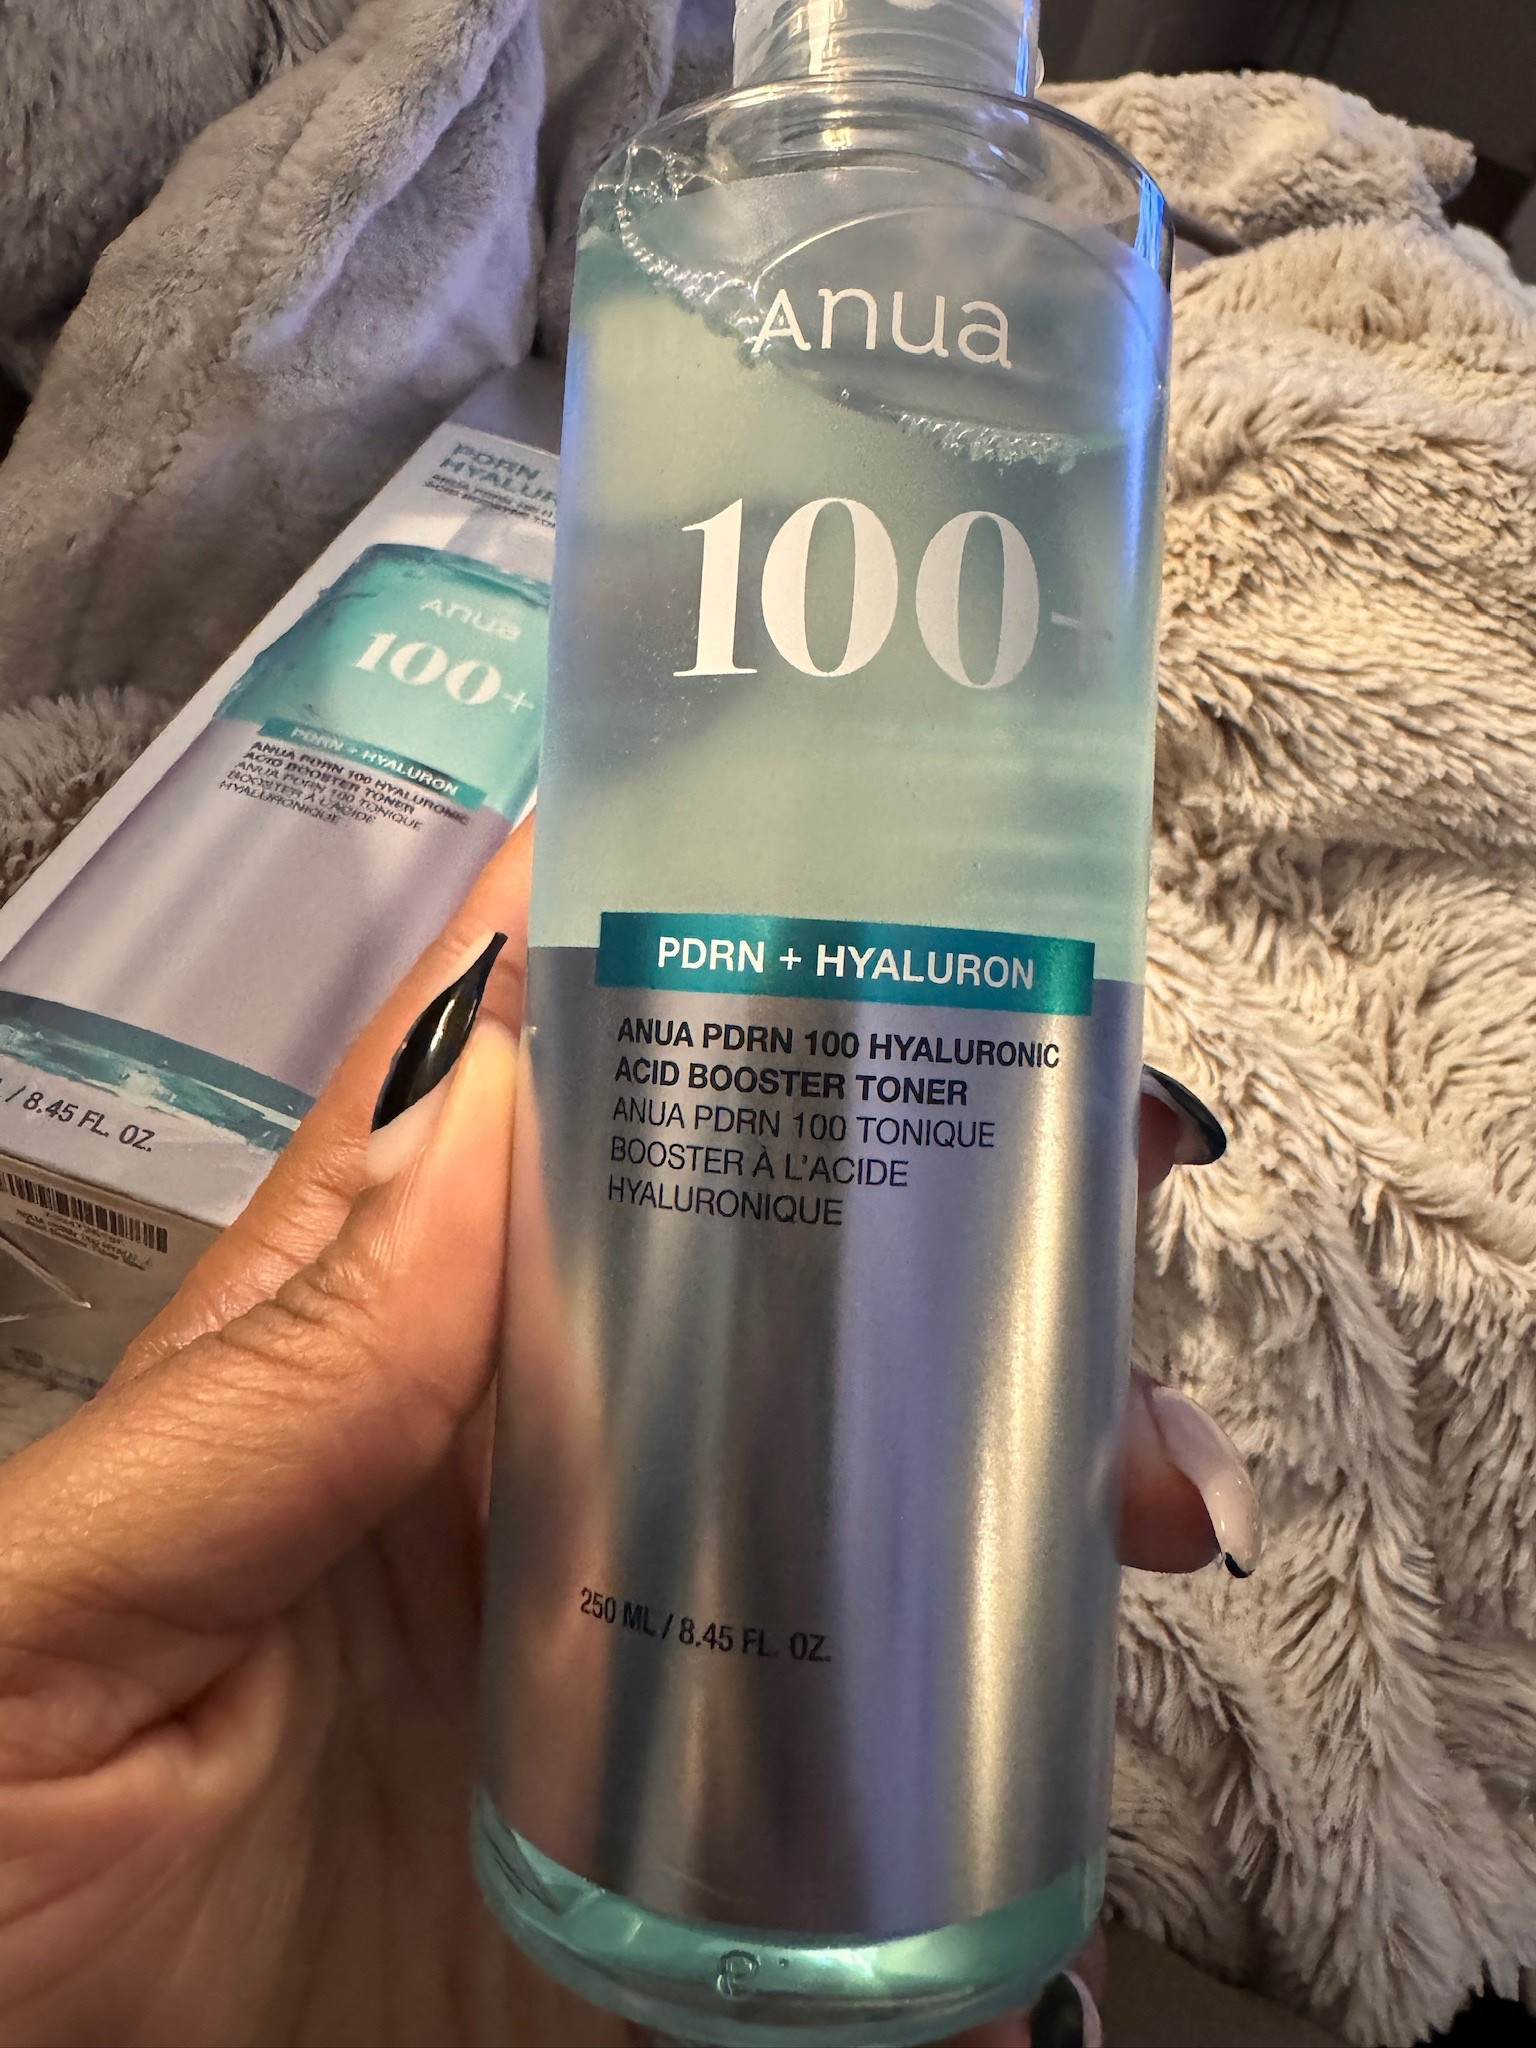 Anua
100+
PDRN + HYALURON
ANUA PDRN 100 HYALURONIC
ACID BOOSTER TONER
ANUA PDRN 100 TONIQUE
BOOSTER À L'ACIDE
HYALURONIQUE
250 ML / 8.45 FL. OZ.
PDRN
HYALUR
Anua
100+
PDRN + HYALURON
ANUA PDRN 100 HYALURONIC
ACID BOOSTER TONER
ANUA PDRN 100 TONIQUE
BOOSTER À L'ACIDE
HYALURONIQUE
/ 8.45 FL. OZ.